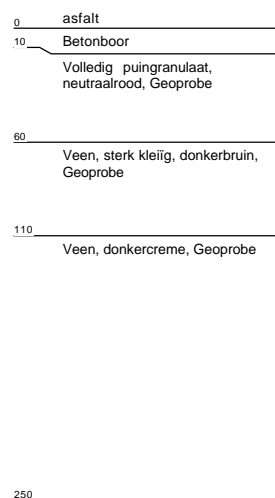 0 asfalt
10 Betonboor
Volledig puingranulaat,
neutraalrood, Geoprobe
60
Veen, sterk kleiïg, donkerbruin,
Geoprobe
110
Veen, donkercreme, Geoprobe
250